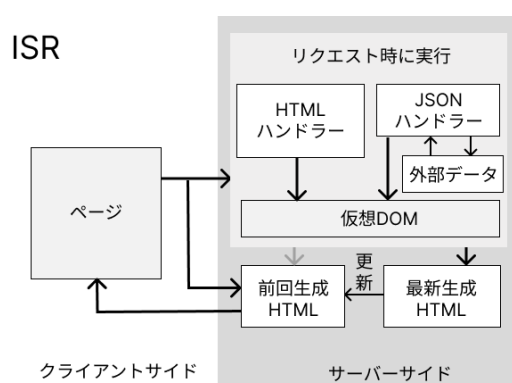 ISR
リクエスト時に実行
HTML
ハンドラー
JSON
ハンドラー
外部データ
ページ
仮想DOM
更
新
前回生成
HTML
最新生成
HTML
クライアントサイド
サーバーサイド